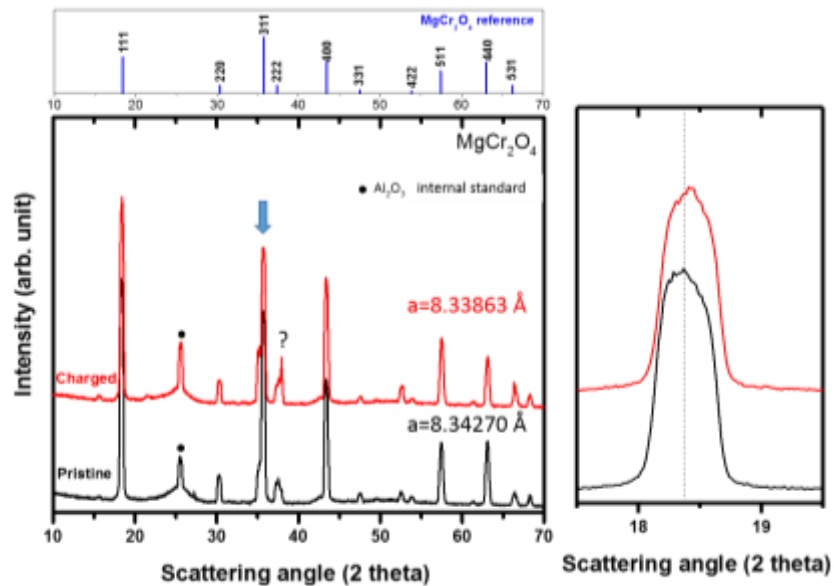 MgCr₂O₄ reference
111
220
311
222
400
331
422
511
440
531
10 20 30 40 50 60 70
MgCr₂O₄
● Al₂O₃ internal standard
?
a=8.33863 Å
Charged
a=8.34270 Å
Pristine
Intensity (arb. unit)
10 20 30 40 50 60 70
Scattering angle (2 theta)
18 19
Scattering angle (2 theta)